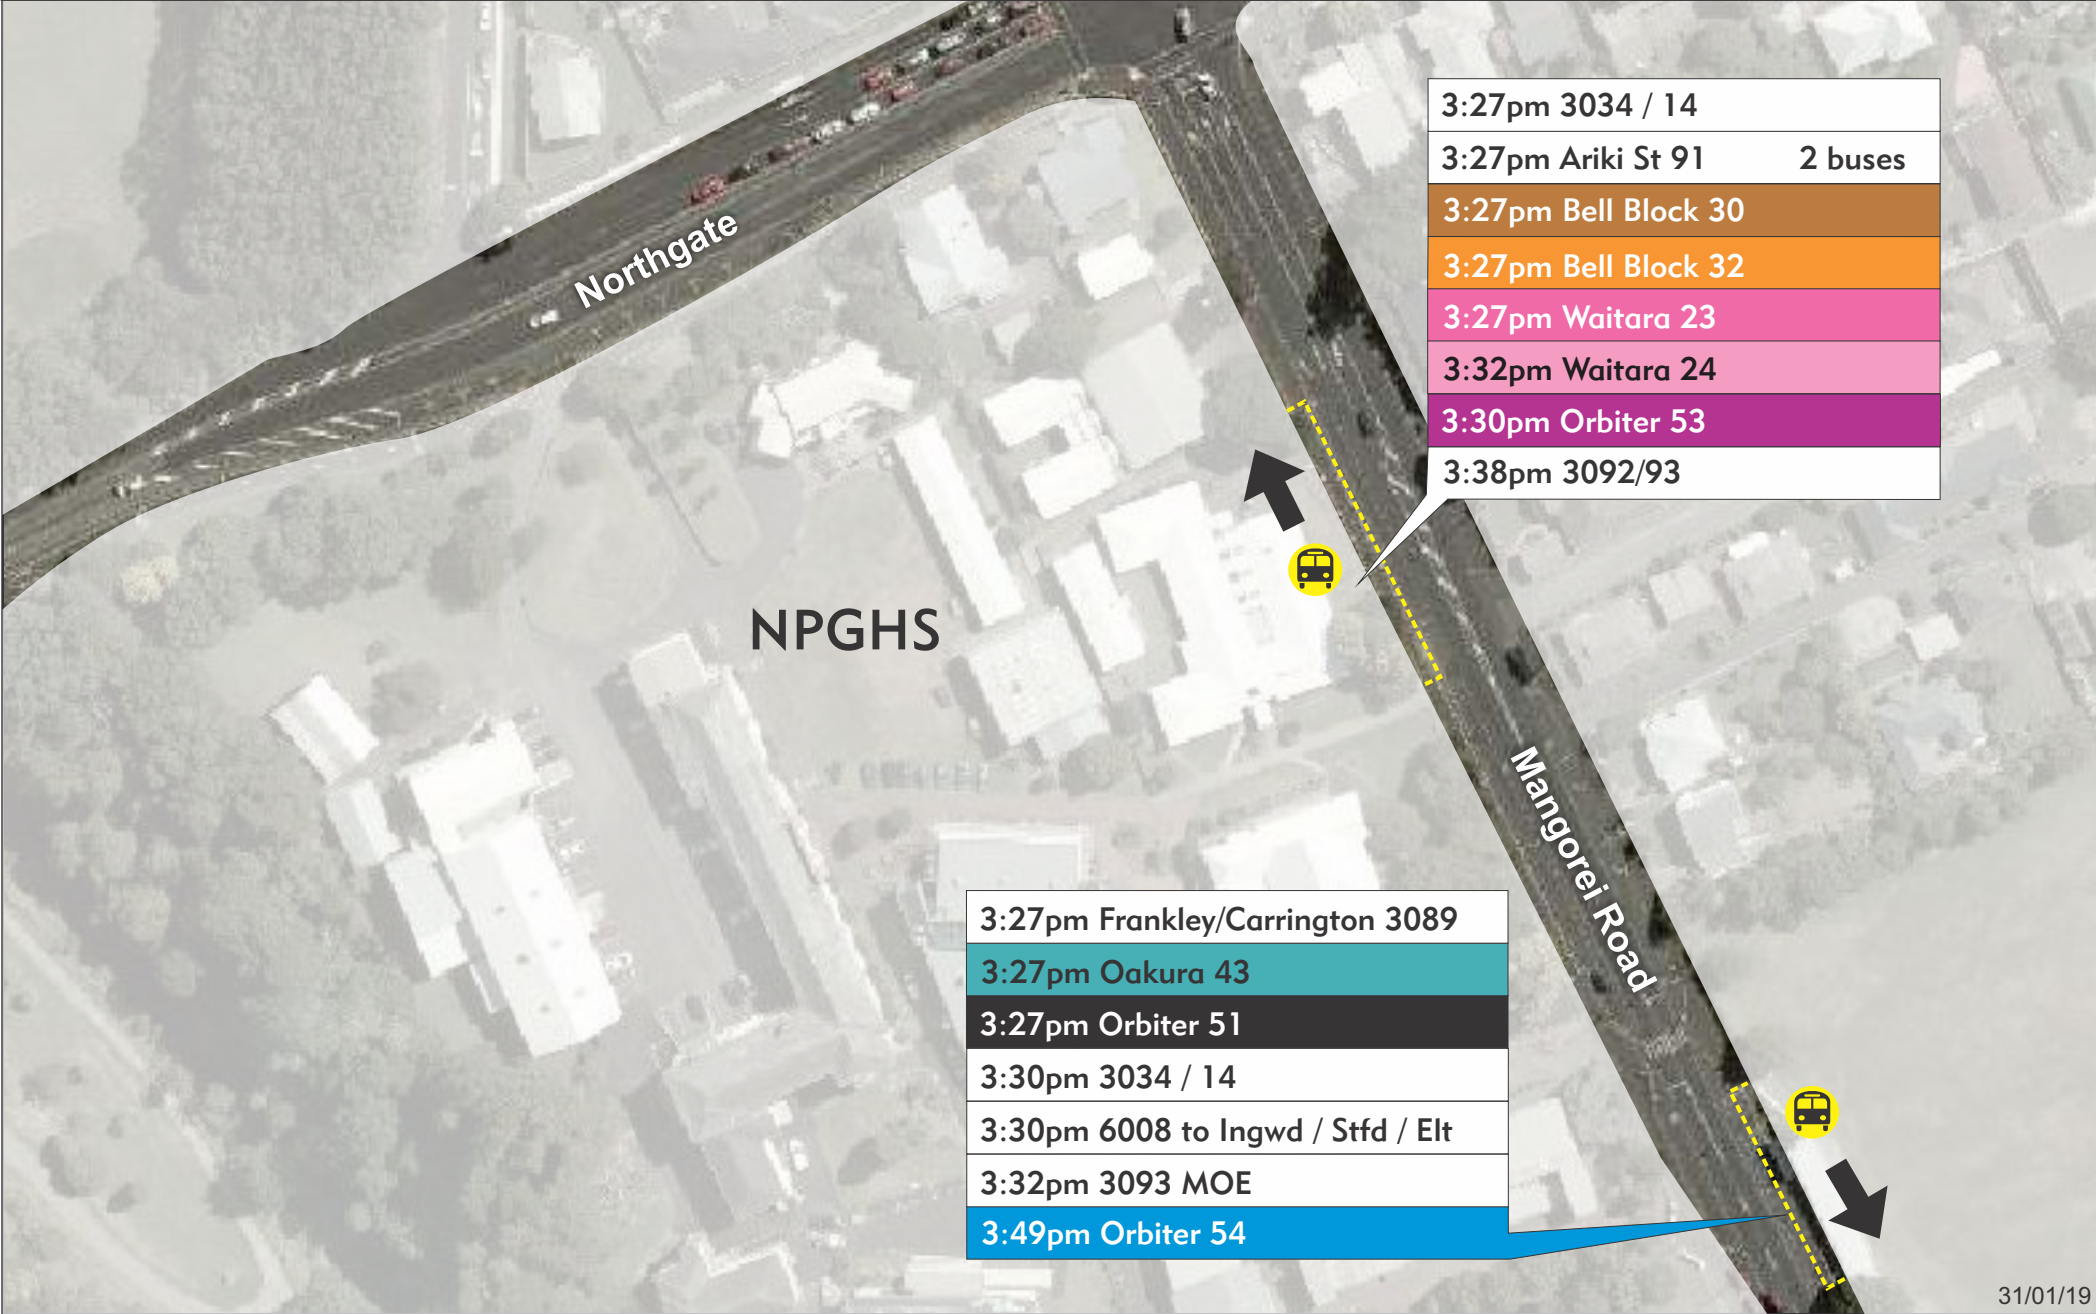 3:27pm 3034 / 14
3:27pm Ariki St 91 2 buses
3:27pm Bell Block 30
3:27pm Bell Block 32
3:27pm Waitara 23
3:32pm Waitara 24
3:30pm Orbiter 53
3:38pm 3092/93
Northgate
NPGHS
Mangorei Road
3:27pm Frankley/Carrington 3089
3:27pm Oakura 43
3:27pm Orbiter 51
3:30pm 3034 / 14
3:30pm 6008 to Ingwd / Stfd / Elt
3:32pm 3093 MOE
3:49pm Orbiter 54
31/01/19